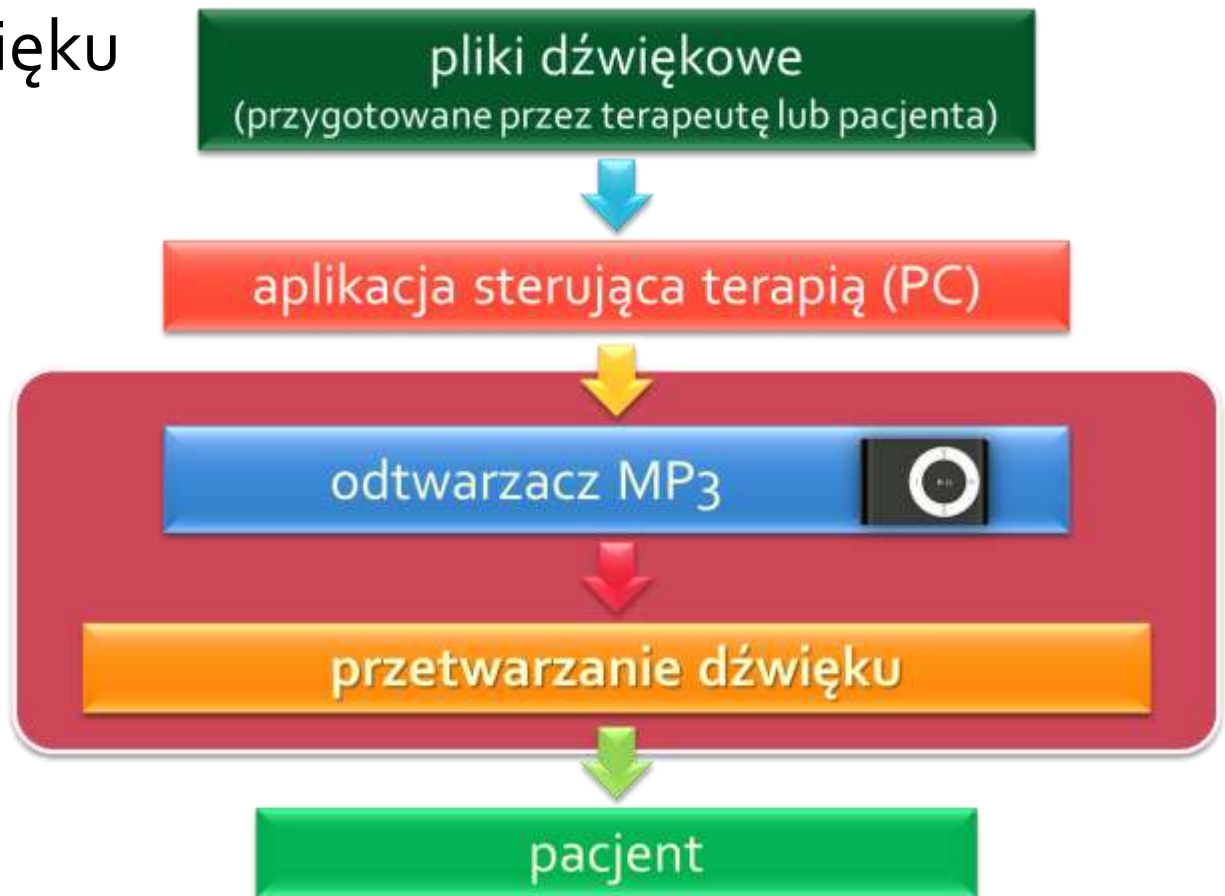 ięku
pliki dźwiękowe
(przygotowane przez terapeutę lub pacjenta)
aplikacja sterująca terapią (PC)
odtwarzacz MP3
przetwarzanie dźwięku
pacjent